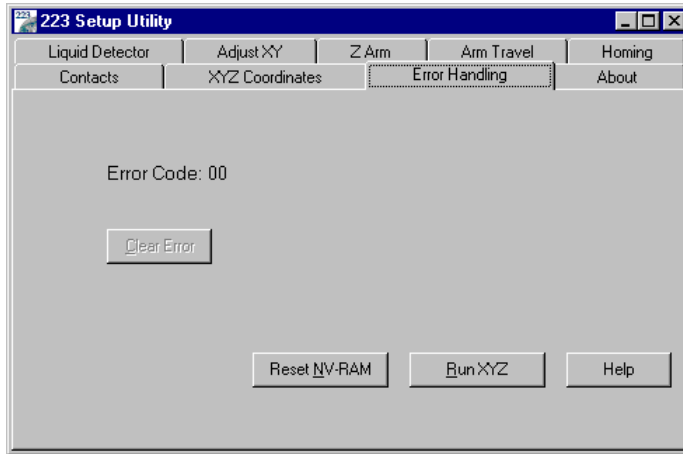 223 223 Setup Utility
Liquid Detector Adjust XY Z Arm Arm Travel Homing
Contacts XYZ Coordinates Error Handling About
Error Code: 00
Clear Error
Reset NV-RAM Run XYZ Help